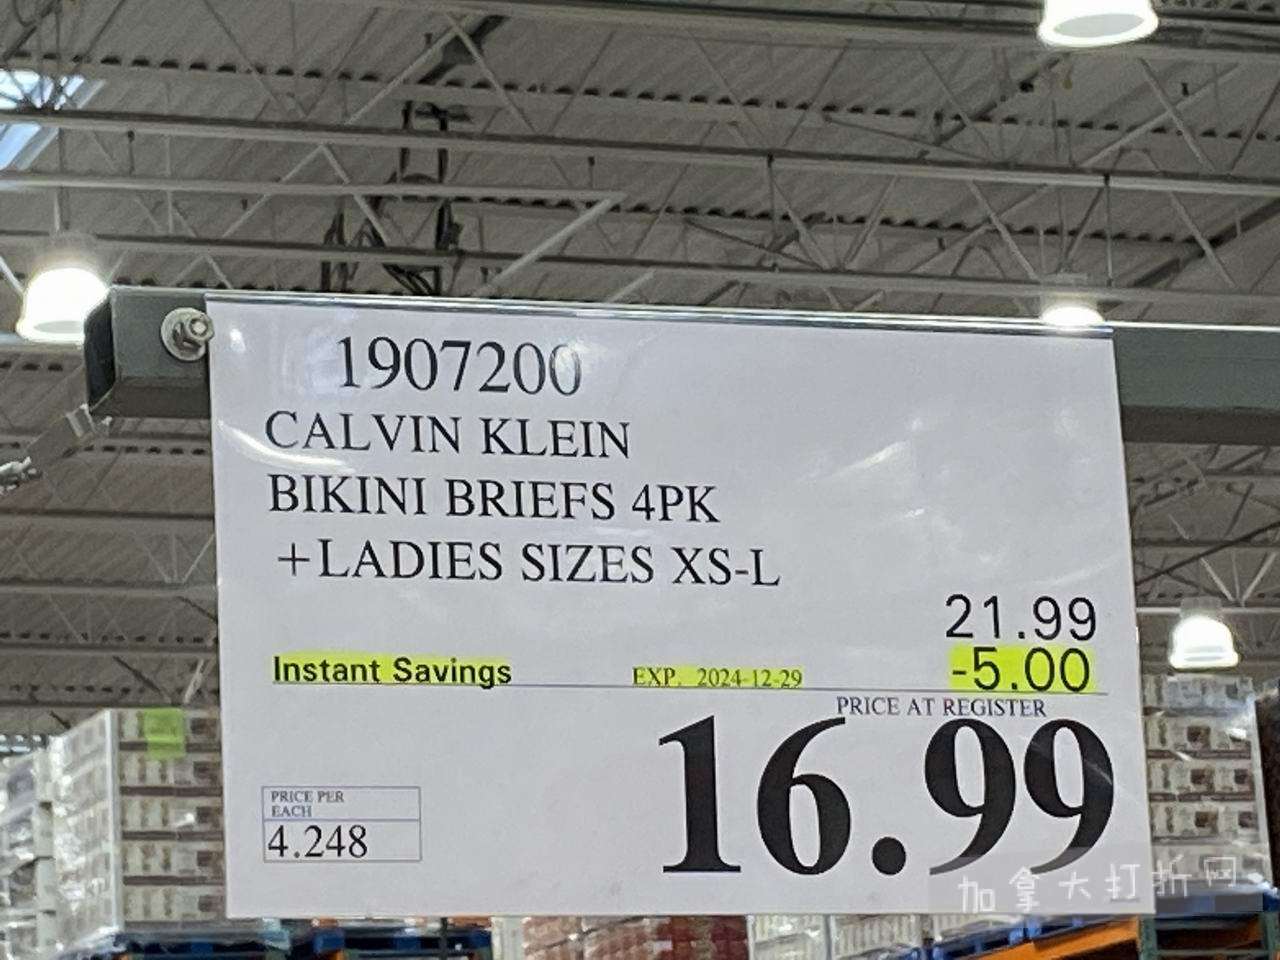 1907200
CALVIN KLEIN
BIKINI BRIEFS 4PK
+LADIES SIZES XS-L
21.99
Instant Savings EXP. 2024-12-29 -5.00
PRICE AT REGISTER
16.99
PRICE PER
EACH
4.248
加拿大打折网